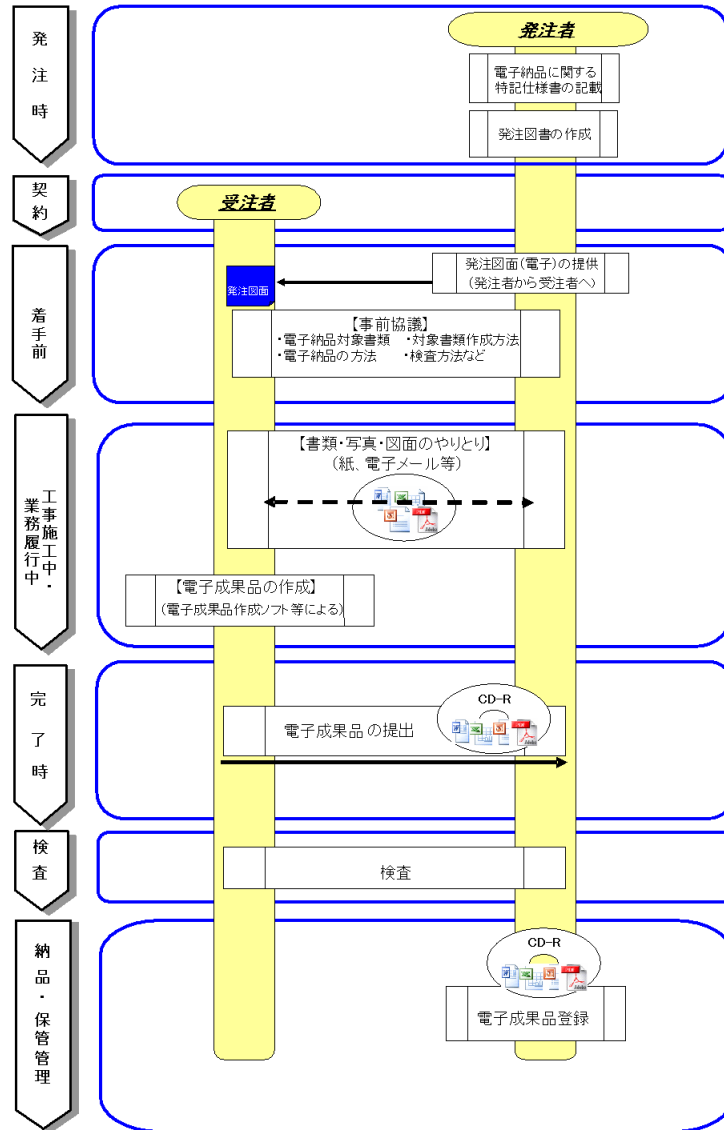 発注時
発注者
電子納品に関する
特記仕様書の記載
発注図書の作成
契約
受注者
着手前
発注図面
発注図面(電子)の提供
(発注者から受注者へ)
【事前協議】
・電子納品対象書類 ・対象書類作成方法
・電子納品の方法 ・検査方法など
工事施工中・
業務履行中
【書類・写真・図面のやりとり】
(紙、電子メール等)
【電子成果品の作成】
(電子成果品作成ソフト等による)
完了時
CD-R
電子成果品の提出
検査
検査
納品・保管管理
CD-R
電子成果品登録